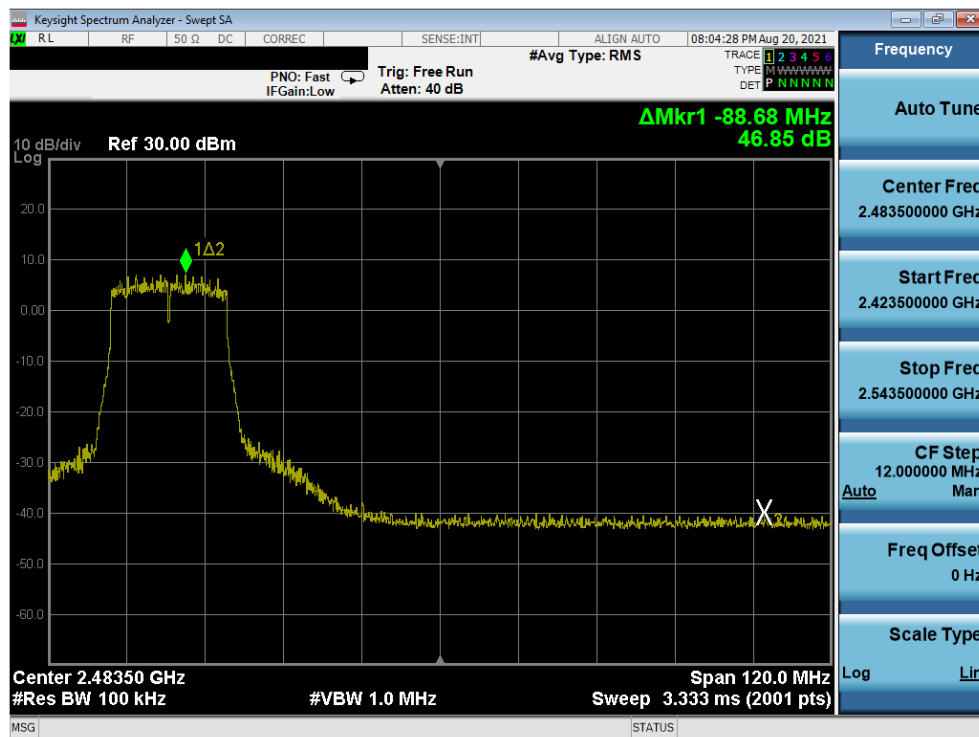 Keysight Spectrum Analyzer - Swept SA
LXI RL RF 50 Ω DC CORREC SENSE:INT ALIGN AUTO 08:04:28 PM Aug 20, 2021
#Avg Type: RMS
TRACE 1 2 3 4 5 6
PNO: Fast Trig: Free Run
TYPE M W W W W W
IFGain:Low Atten: 40 dB
DET P N N N N N
ΔMkr1 -88.68 MHz
46.85 dB
10 dB/div Ref 30.00 dBm
Log
20.0
10.0
1Δ2
0.00
-10.0
-20.0
-30.0
-40.0
X2
-50.0
-60.0
Center 2.48350 GHz Span 120.0 MHz
#Res BW 100 kHz #VBW 1.0 MHz Sweep 3.333 ms (2001 pts)
MSG STATUS
Frequency
Auto Tune
Center Freq
2.483500000 GHz
Start Freq
2.423500000 GHz
Stop Freq
2.543500000 GHz
CF Step
12.000000 MHz
Auto Man
Freq Offset
0 Hz
Scale Type
Log Lin